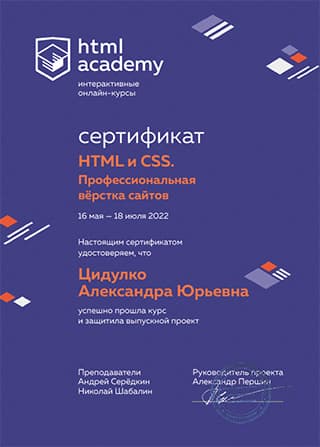 html
academy
интерактивные
онлайн-курсы
сертификат
HTML и CSS.
Профессиональная
вёрстка сайтов
16 мая — 18 июля 2022
Настоящим сертификатом
удостоверяем, что
Цидулко
Александра Юрьевна
успешно прошла курс
и защитила выпускной проект
Преподаватели
Андрей Серёдкин
Николай Шабалин
Руководитель проекта
Александр Першин